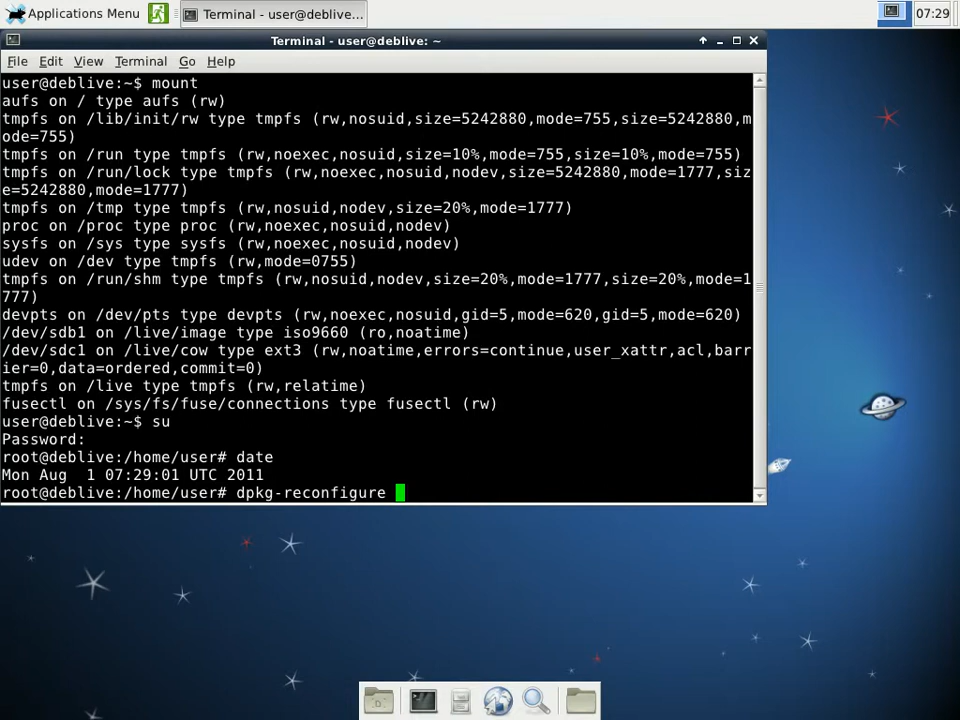 Applications Menu
Terminal - user@deblive...
07:29
Terminal - user@deblive: ~
File Edit View Terminal Go Help
user@deblive:~$ mount
aufs on / type aufs (rw)
tmpfs on /lib/init/rw type tmpfs (rw,nosuid,size=5242880,mode=755,size=5242880,m
ode=755)
tmpfs on /run type tmpfs (rw,noexec,nosuid,size=10%,mode=755,size=10%,mode=755)
tmpfs on /run/lock type tmpfs (rw,noexec,nosuid,nodev,size=5242880,mode=1777,siz
e=5242880,mode=1777)
tmpfs on /tmp type tmpfs (rw,nosuid,nodev,size=20%,mode=1777)
proc on /proc type proc (rw,noexec,nosuid,nodev)
sysfs on /sys type sysfs (rw,noexec,nosuid,nodev)
udev on /dev type tmpfs (rw,mode=0755)
tmpfs on /run/shm type tmpfs (rw,nosuid,nodev,size=20%,mode=1777,size=20%,mode=1
777)
devpts on /dev/pts type devpts (rw,noexec,nosuid,gid=5,mode=620,gid=5,mode=620)
/dev/sdb1 on /live/image type iso9660 (ro,noatime)
/dev/sdc1 on /live/cow type ext3 (rw,noatime,errors=continue,user_xattr,acl,barr
ier=0,data=ordered,commit=0)
tmpfs on /live type tmpfs (rw,relatime)
fusectl on /sys/fs/fuse/connections type fusectl (rw)
user@deblive:~$ su
Password:
root@deblive:/home/user# date
Mon Aug  1 07:29:01 UTC 2011
root@deblive:/home/user# dpkg-reconfigure